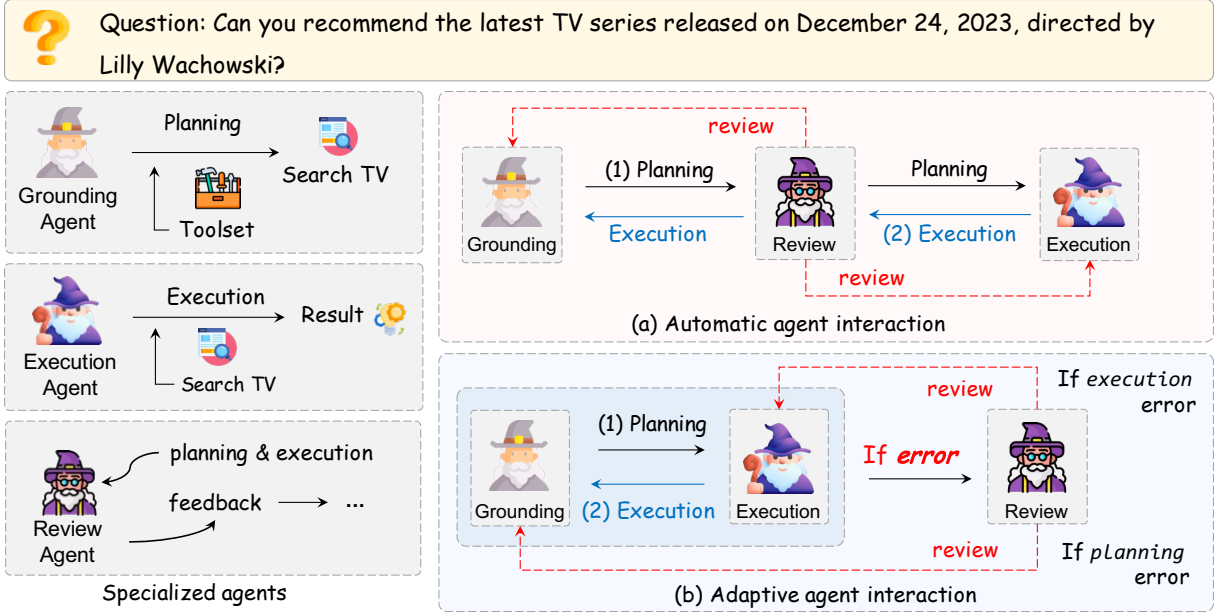 Question: Can you recommend the latest TV series released on December 24, 2023, directed by
Lilly Wachowski?
Planning
Grounding
Agent
Search TV
Toolset
Execution
Execution
Agent
Result
Search TV
planning & execution
feedback
...
Review
Agent
Specialized agents
review
(1) Planning
Planning
Execution
(2) Execution
Grounding
Review
Execution
review
(a) Automatic agent interaction
review
If execution
error
(1) Planning
If error
(2) Execution
Grounding
Execution
Review
review
If planning
error
(b) Adaptive agent interaction